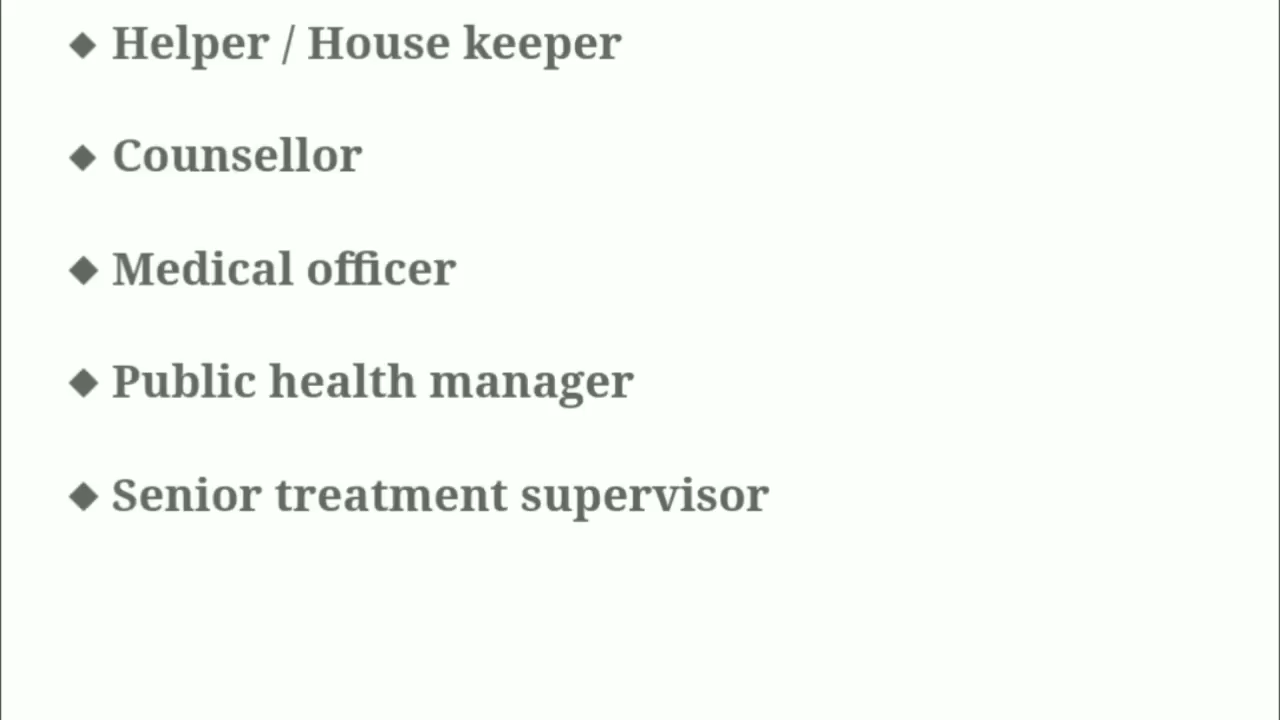 ◆ Helper / House keeper
◆ Counsellor
◆ Medical officer
◆ Public health manager
◆ Senior treatment supervisor